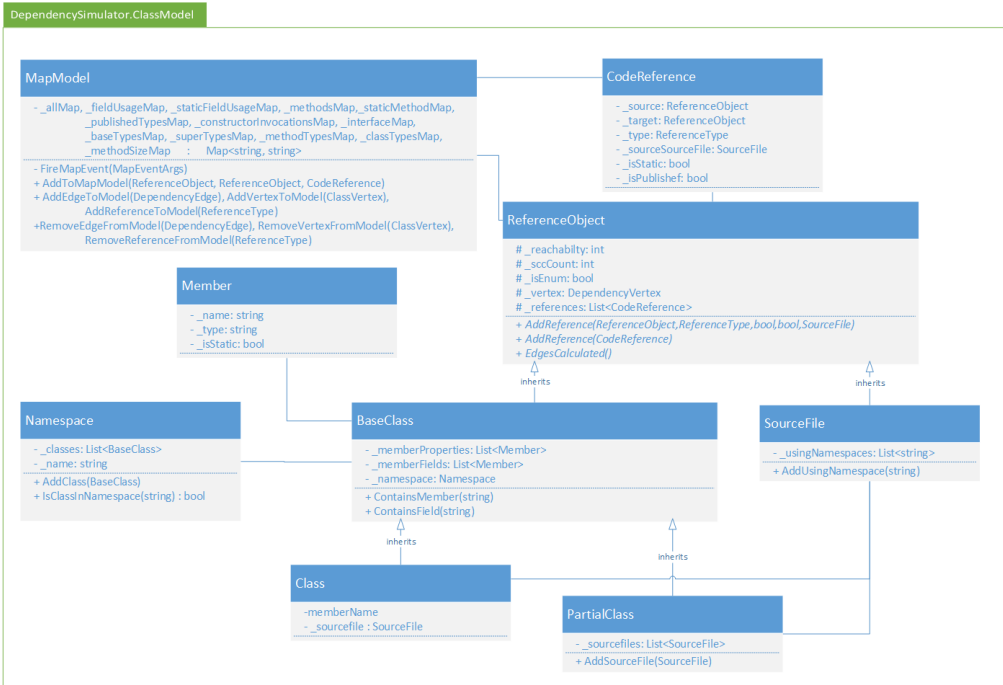 DependencySimulator.ClassModel
MapModel
- _allMap, _fieldUsageMap, _staticFieldUsageMap, _methodsMap, _staticMethodMap,
_publishedTypesMap, _constructorInvocationsMap, _interfaceMap,
_baseTypesMap, _superTypesMap, _methodTypesMap, _classTypesMap,
_methodSizeMap : Map<string, string>
- FireMapEvent(MapEventArgs)
+ AddToMapModel(ReferenceObject, ReferenceObject, CodeReference)
+ AddEdgeToModel(DependencyEdge), AddVertexToModel(ClassVertex),
AddReferenceToModel(ReferenceType)
+RemoveEdgeFromModel(DependencyEdge), RemoveVertexFromModel(ClassVertex),
RemoveReferenceFromModel(ReferenceType)
CodeReference
- _source: ReferenceObject
- _target: ReferenceObject
- _type: ReferenceType
- _sourceSourceFile: SourceFile
- _isStatic: bool
- _isPublishef: bool
ReferenceObject
# _reachabilty: int
# _sccCount: int
# _isEnum: bool
# _vertex: DependencyVertex
# _references: List<CodeReference>
+ AddReference(ReferenceObject,ReferenceType,bool,bool,SourceFile)
+ AddReference(CodeReference)
+ EdgesCalculated()
Member
- _name: string
- _type: string
- _isStatic: bool
inherits
inherits
Namespace
- _classes: List<BaseClass>
- _name: string
+ AddClass(BaseClass)
+ IsClassInNamespace(string) : bool
BaseClass
- _memberProperties: List<Member>
- _memberFields: List<Member>
- _namespace: Namespace
+ ContainsMember(string)
+ ContainsField(string)
SourceFile
- _usingNamespaces: List<string>
+ AddUsingNamespace(string)
inherits
inherits
Class
-memberName
- _sourcefile : SourceFile
PartialClass
- _sourcefiles: List<SourceFile>
+ AddSourceFile(SourceFile)